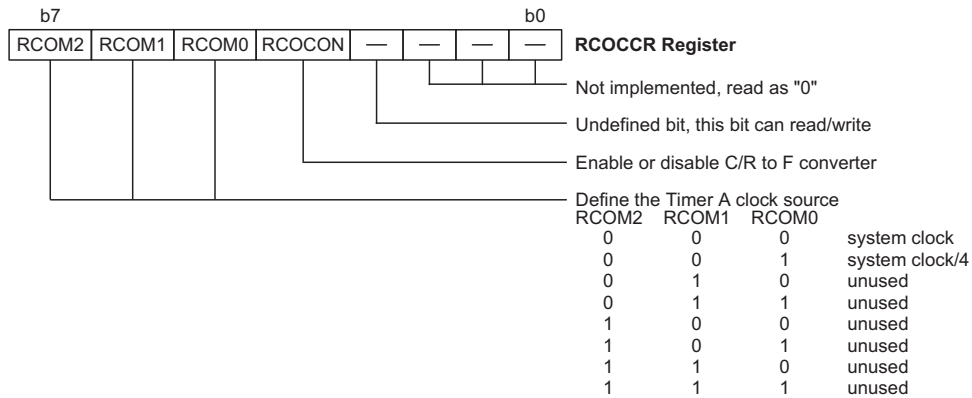 b7 b0
RCOM2 RCOM1 RCOM0 RCOCON — — — — RCOCCR Register
Not implemented, read as "0"
Undefined bit, this bit can read/write
Enable or disable C/R to F converter
Define the Timer A clock source
RCOM2 RCOM1 RCOM0
0 0 0 system clock
0 0 1 system clock/4
0 1 0 unused
0 1 1 unused
1 0 0 unused
1 0 1 unused
1 1 0 unused
1 1 1 unused